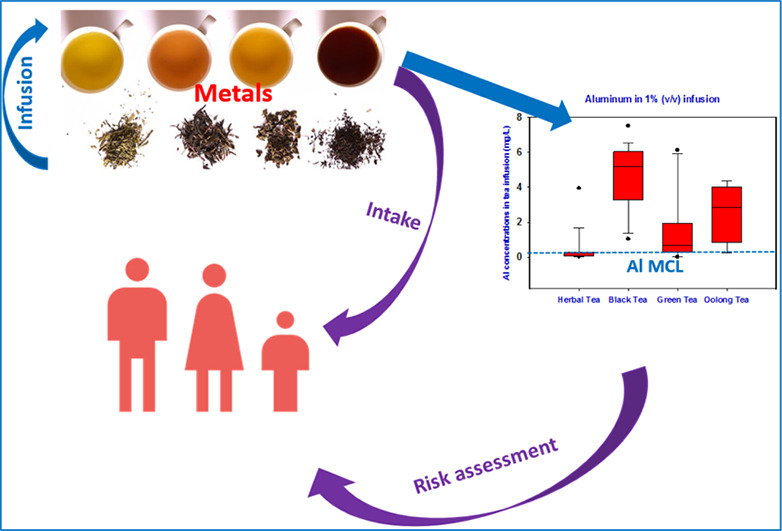 Infusion
Metals
Intake
Aluminum in 1% (v/v) infusion
Al concentrations in tea infusion (mg/L)
8
6
4
2
0
Al MCL
Herbal Tea Black Tea Green Tea Oolong Tea
Risk assessment